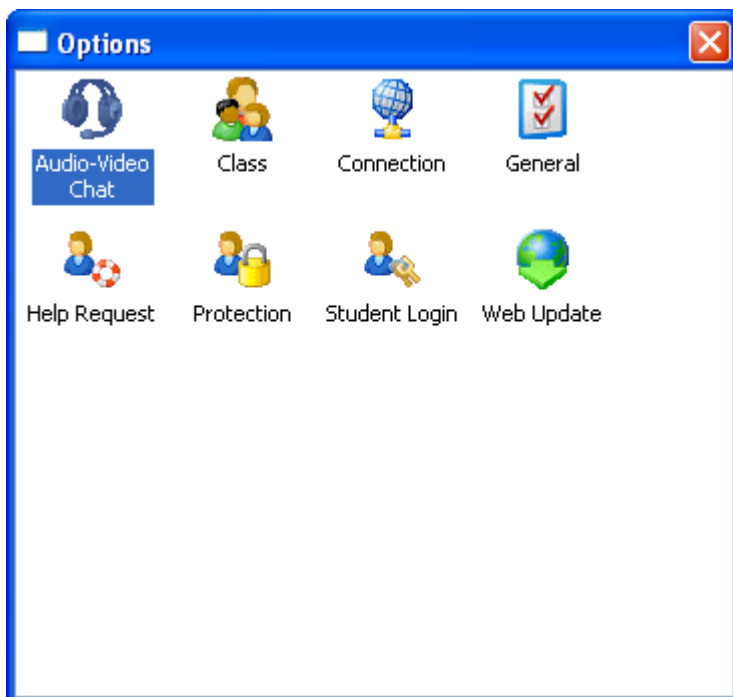 Options
Audio-Video
Chat
Class
Connection
General
Help Request
Protection
Student Login
Web Update